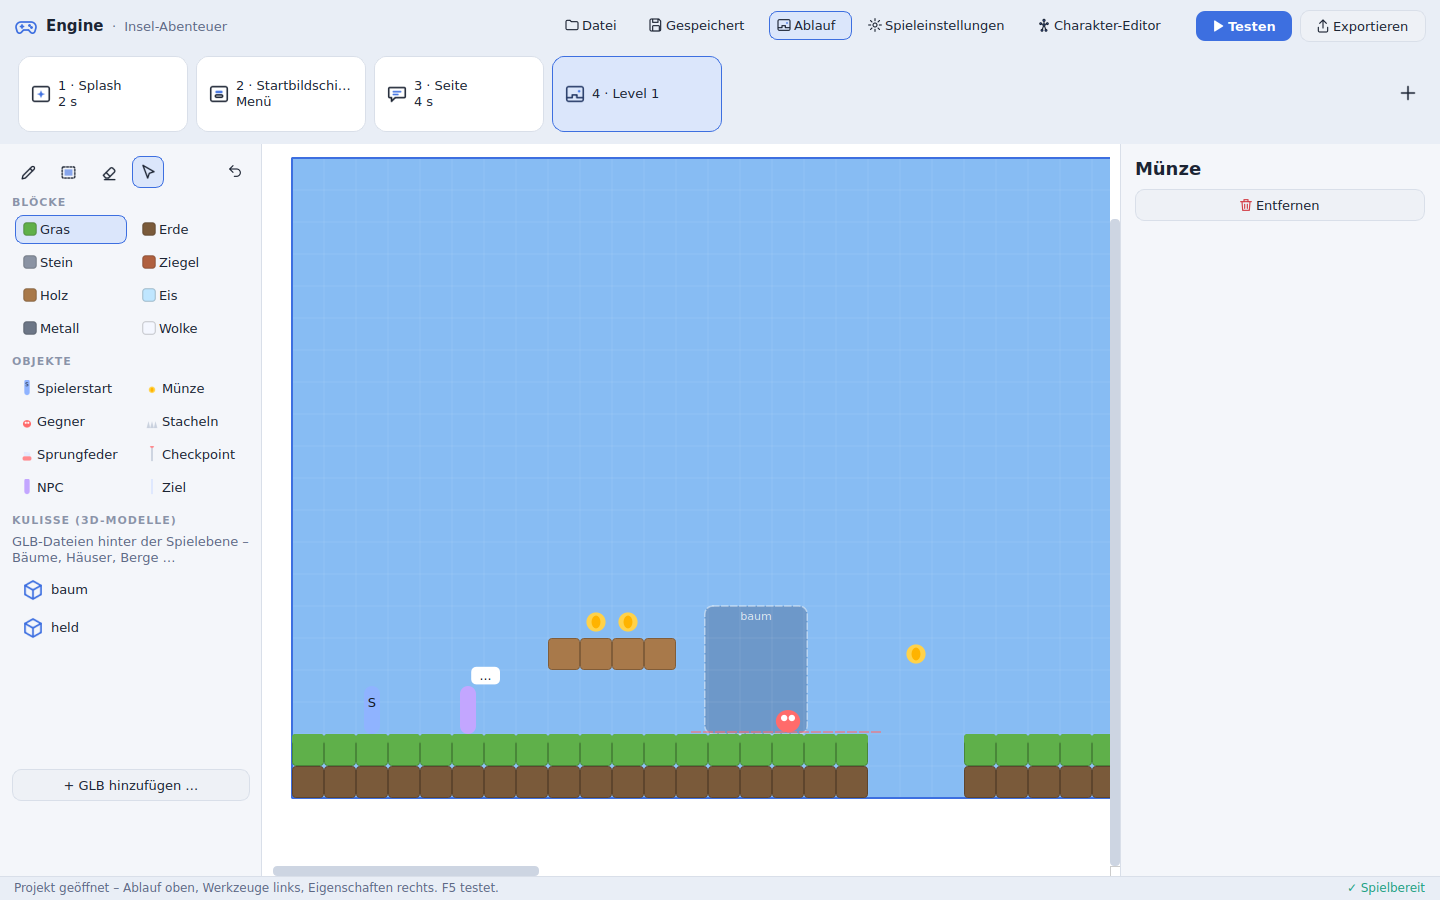 Engine · Insel-Abenteuer
Datei
Gespeichert
Ablauf
Spieleinstellungen
Charakter-Editor
Testen
Exportieren
1 · Splash
2 s
2 · Startbildschi…
Menü
3 · Seite
4 s
4 · Level 1
BLÖCKE
Gras
Erde
Stein
Ziegel
Holz
Eis
Metall
Wolke
OBJEKTE
Spielerstart
Münze
Gegner
Stacheln
Sprungfeder
Checkpoint
NPC
Ziel
KULISSE (3D-MODELLE)
GLB-Dateien hinter der Spielebene –
Bäume, Häuser, Berge …
baum
held
+ GLB hinzufügen …
baum
…
S
Münze
Entfernen
Projekt geöffnet – Ablauf oben, Werkzeuge links, Eigenschaften rechts. F5 testet.
✓ Spielbereit